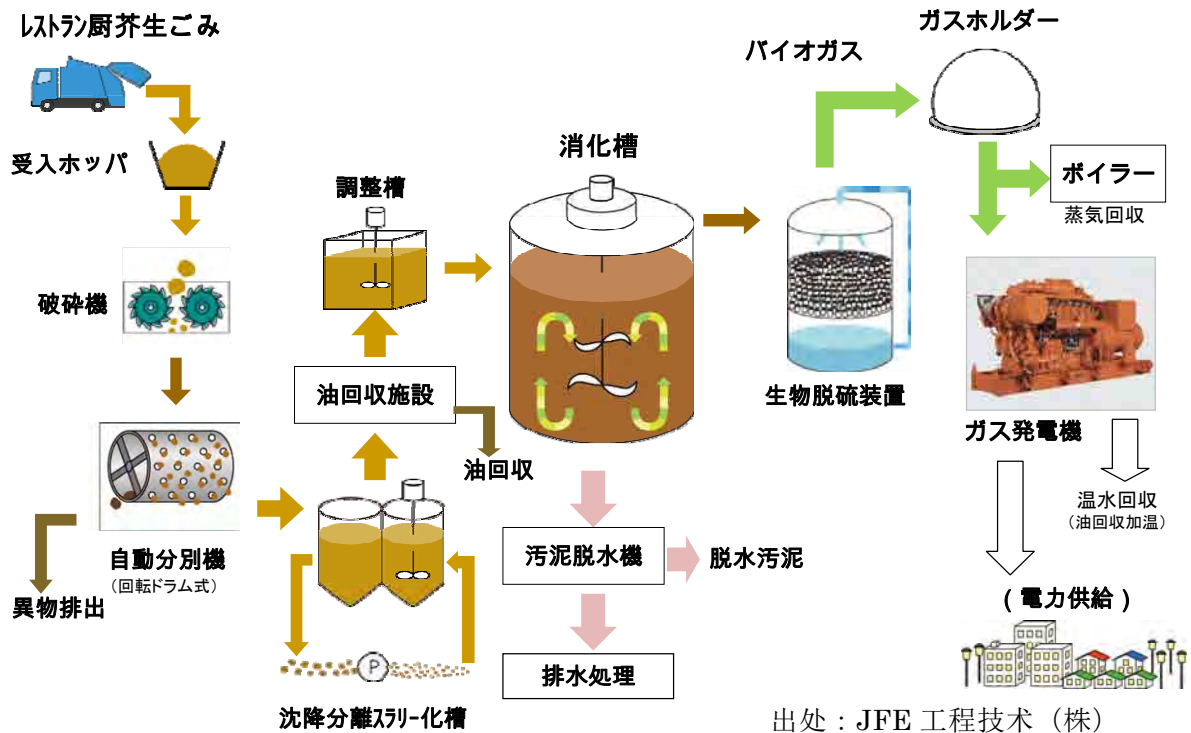 ﾚｽﾄﾗﾝ厨芥生ごみ
受入ホッパ
破砕機
自動分別機
（回転ドラム式）
異物排出
沈降分離ｽﾗﾘｰ化槽
P
油回収施設
油回収
調整槽
消化槽
汚泥脱水機
脱水汚泥
排水処理
バイオガス
生物脱硫装置
ガスホルダー
ボイラー
蒸気回収
ガス発電機
温水回収
（油回収加温）
（電力供給）
出处：JFE 工程技术（株）